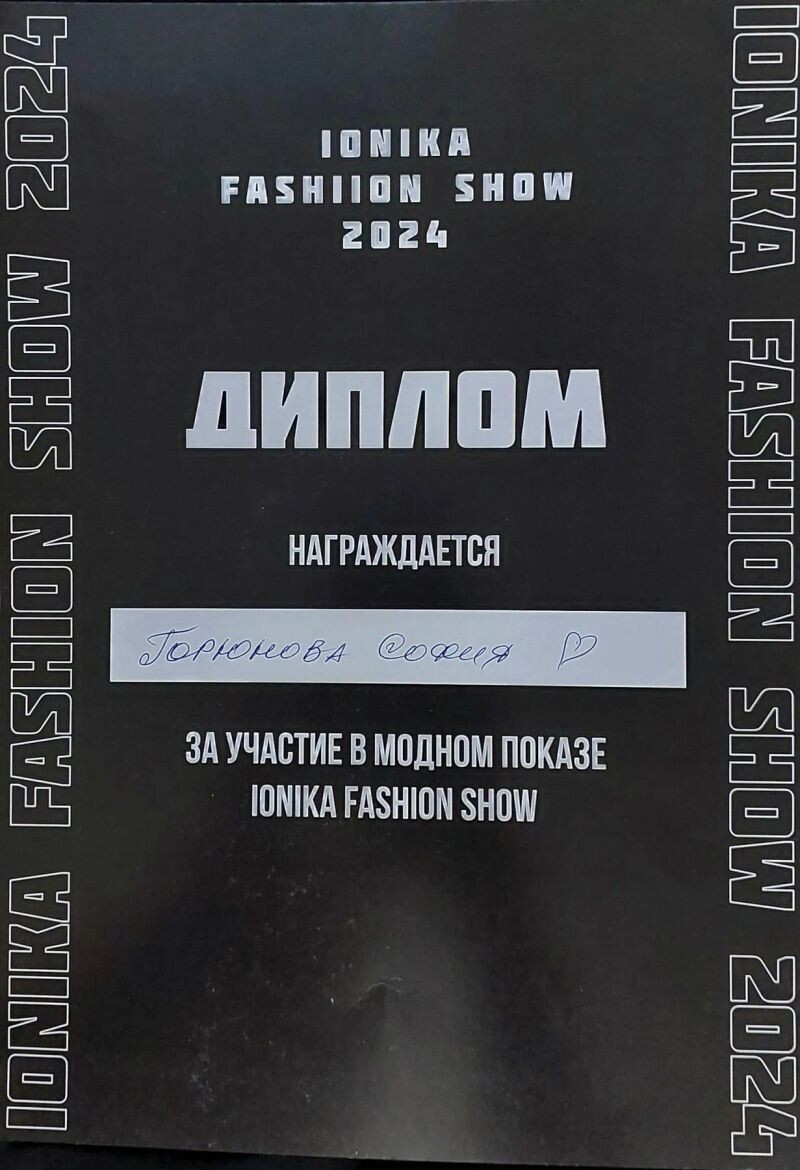 IONIKA
FASHIION SHOW
2024
ДИПЛОМ
НАГРАЖДАЕТСЯ
Горюнова София ♡
ЗА УЧАСТИЕ В МОДНОМ ПОКАЗЕ
IONIKA FASHION SHOW
IONIKA FASHION SHOW 2024
IONIKA FASHION SHOW 2024